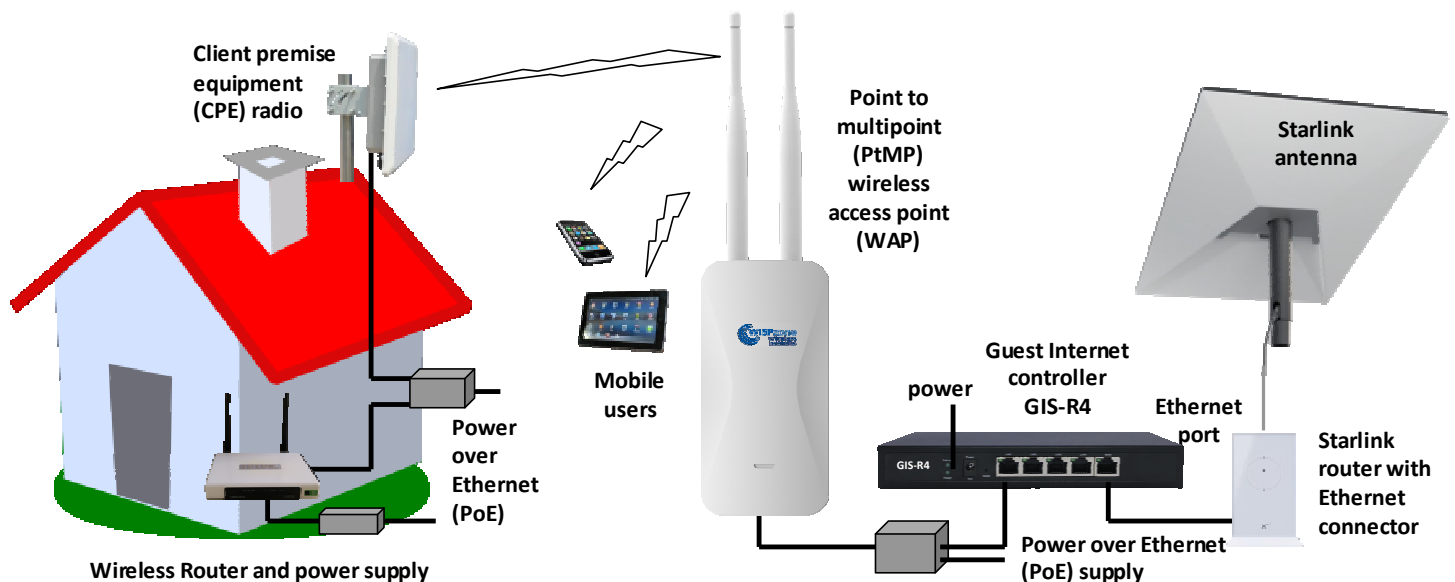 Client premise
equipment
(CPE) radio
Point to
multipoint
(PtMP)
wireless
access point
(WAP)
Starlink
antenna
Mobile
users
Power
over
Ethernet
(PoE)
Wireless Router and power supply
Guest Internet
controller
GIS-R4
power
GIS-R4
Ethernet
port
Starlink
router with
Ethernet
connector
Power over Ethernet
(PoE) supply